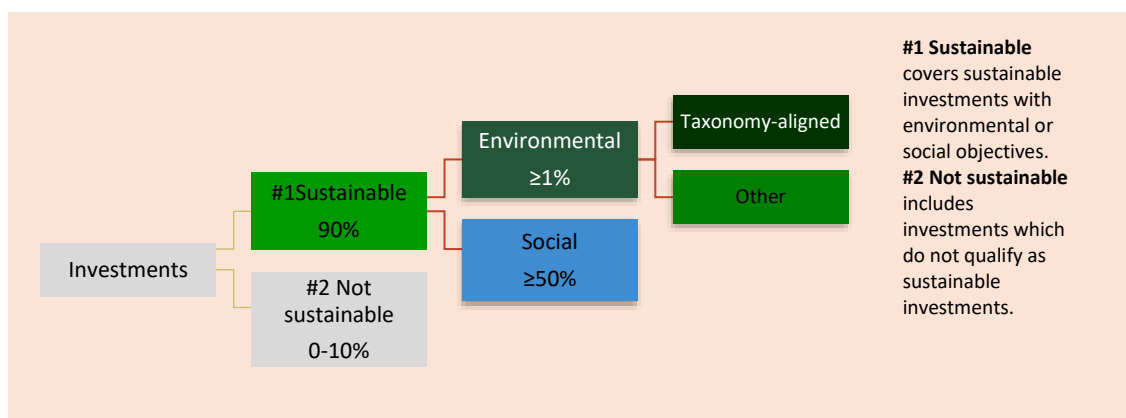 Investments
#1Sustainable
90%
#2 Not
sustainable
0-10%
Environmental
≥1%
Social
≥50%
Taxonomy-aligned
Other
#1 Sustainable
covers sustainable
investments with
environmental or
social objectives.
#2 Not sustainable
includes
investments which
do not qualify as
sustainable
investments.